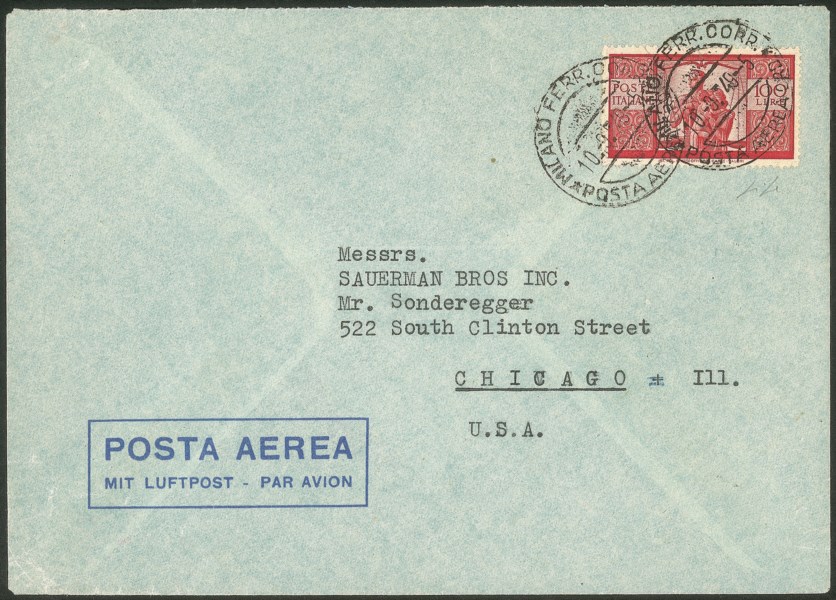 MILANO FERR. CORR.
POSTA AEREA
POSTE
ITALIANE
100
LIRE
Messrs.
SAUERMAN BROS INC.
Mr. Sonderegger
522 South Clinton Street
CHICAGO Ill.
U.S.A.
POSTA AEREA
MIT LUFTPOST - PAR AVION